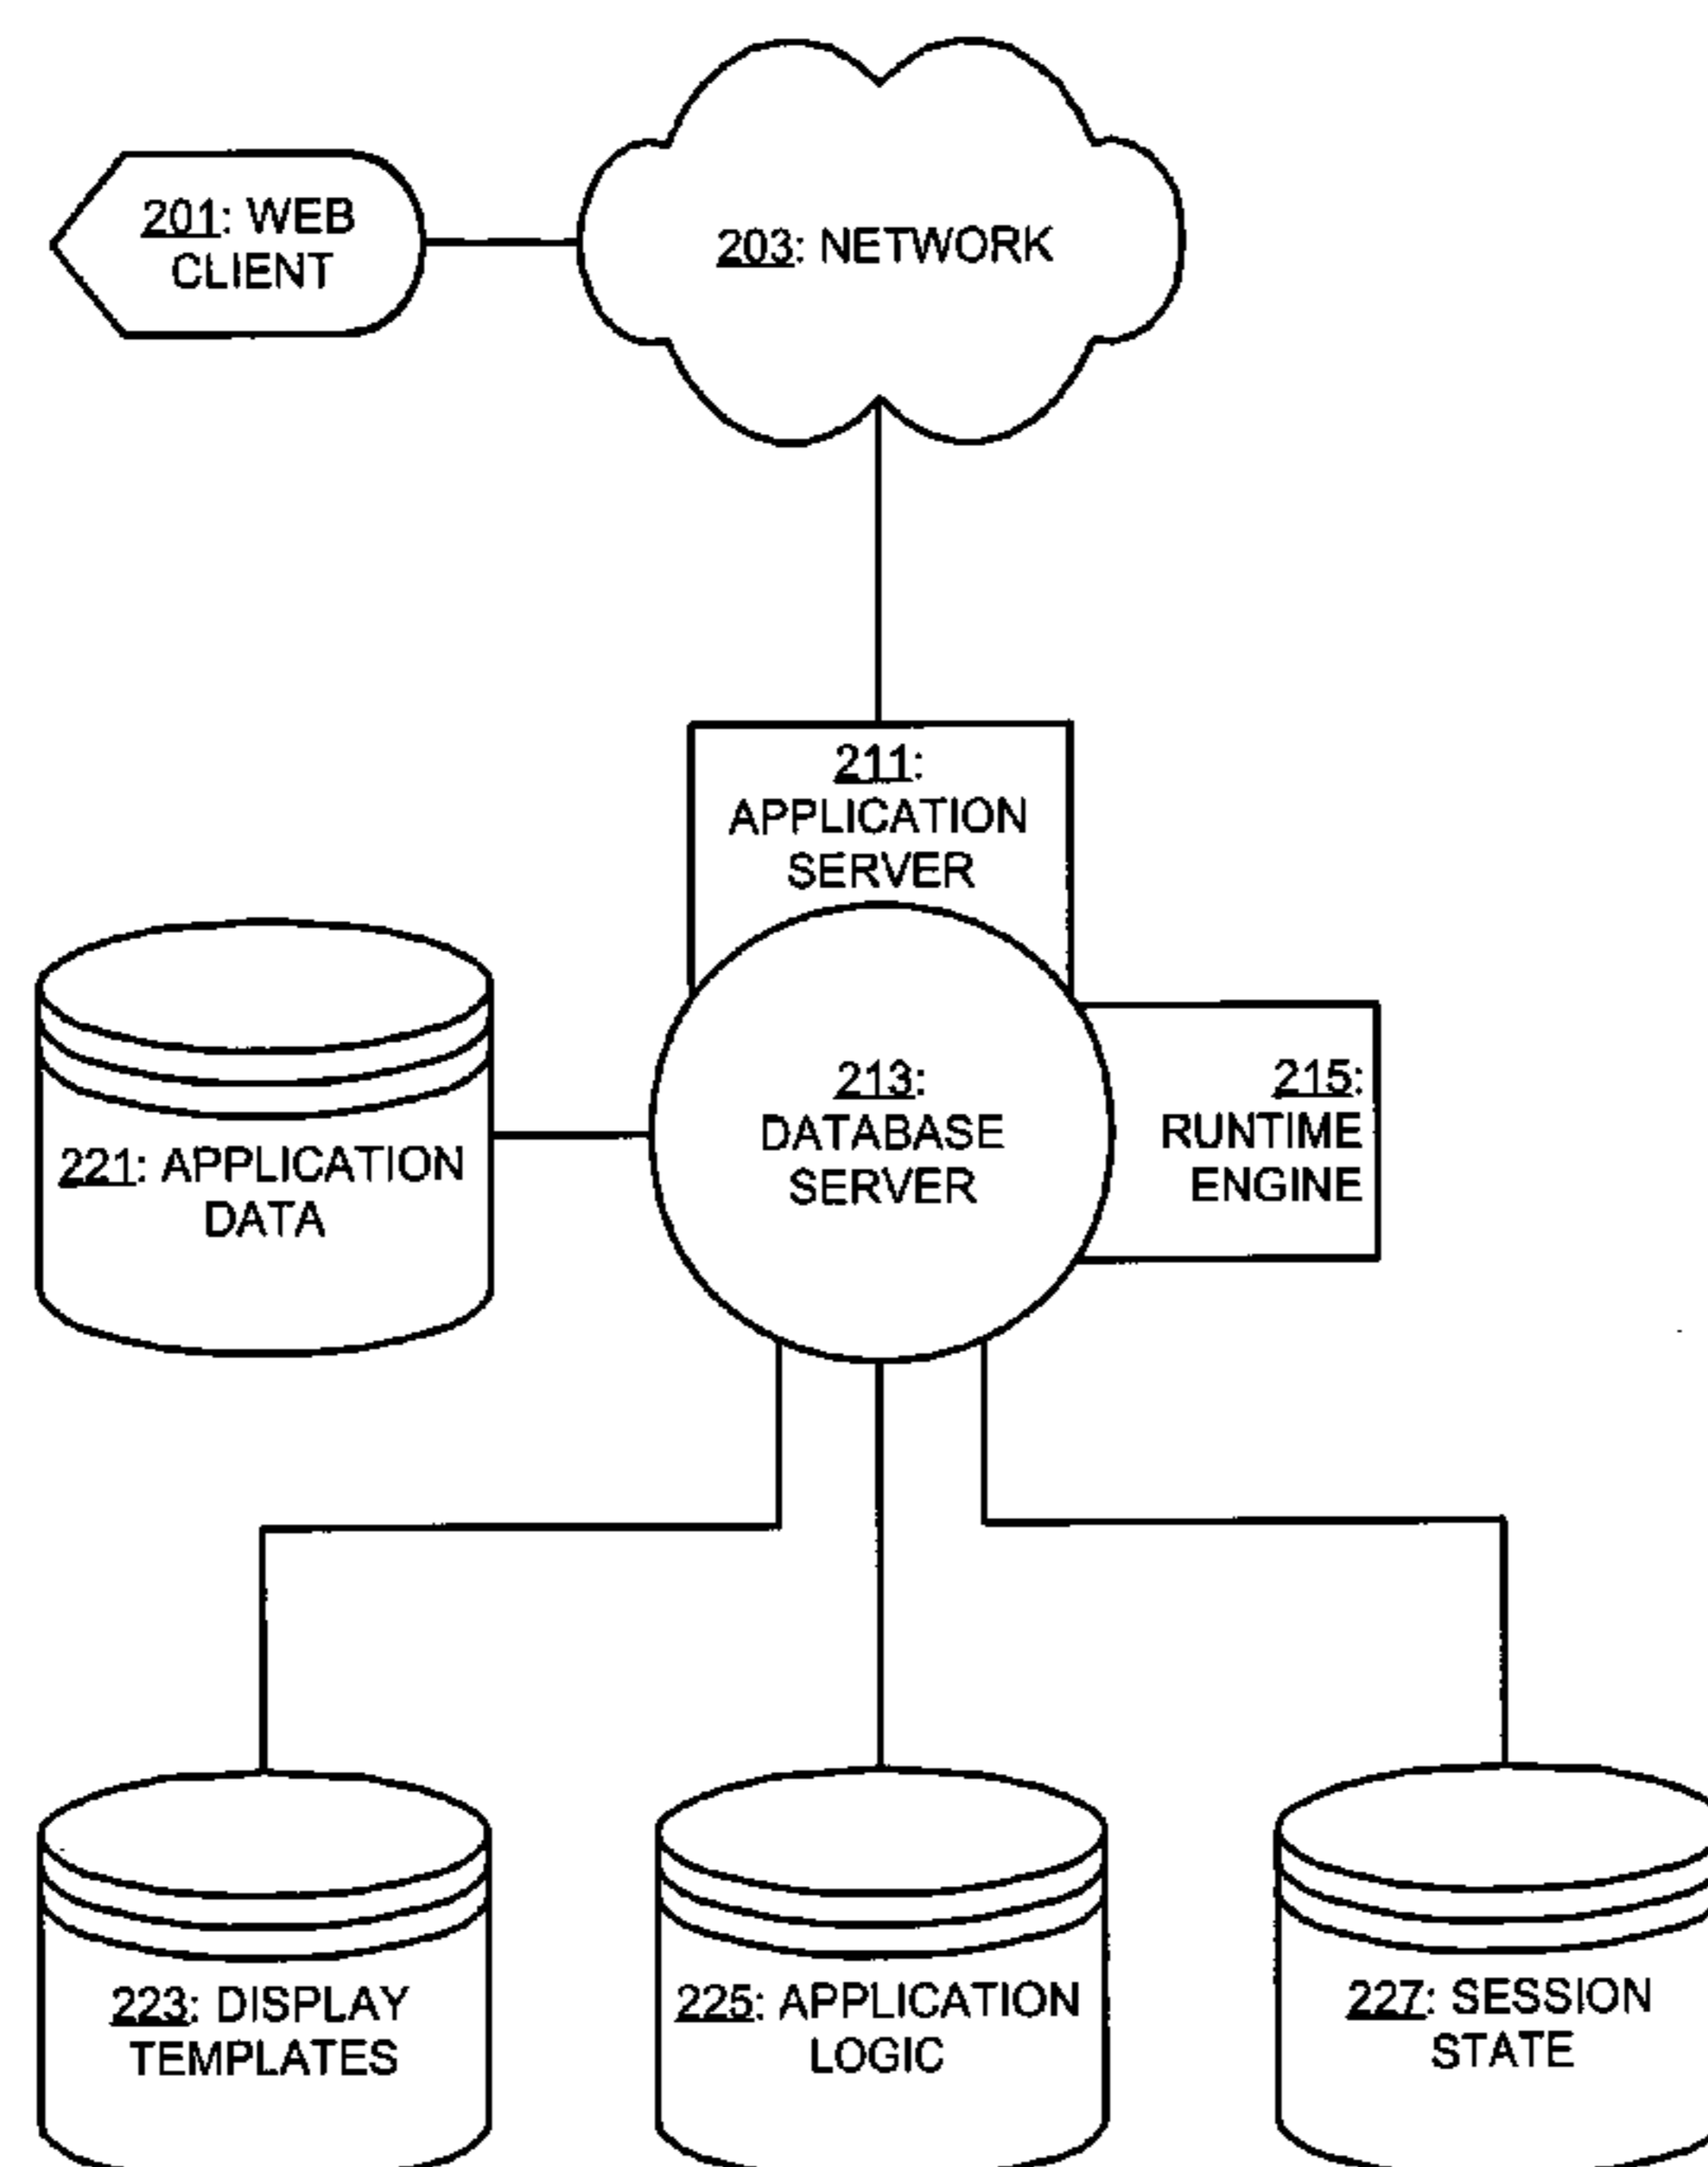 201: WEB
CLIENT
203: NETWORK
211:
APPLICATION
SERVER
213:
DATABASE
SERVER
215:
RUNTIME
ENGINE
221: APPLICATION
DATA
223: DISPLAY
TEMPLATES
225: APPLICATION
LOGIC
227: SESSION
STATE